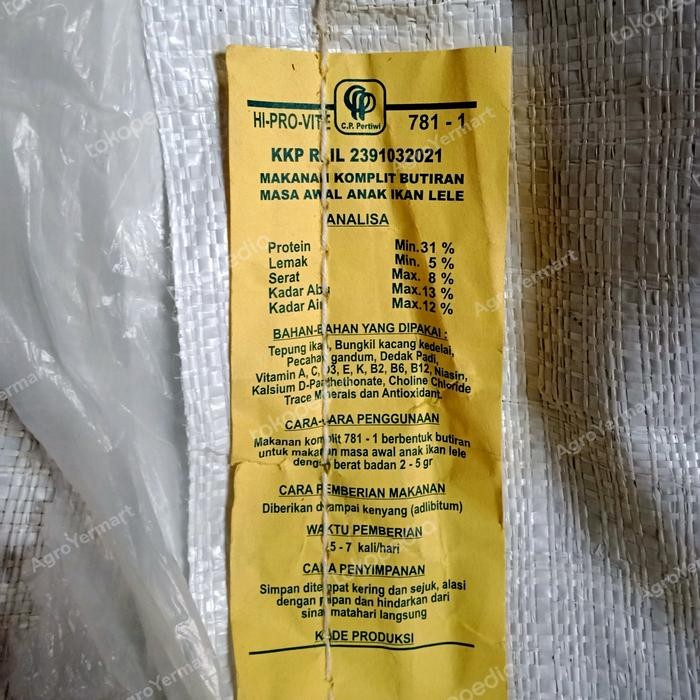 C.P. Pertiwi
HI-PRO-VITE 781 - 1
KKP RI IL 2391032021
MAKANAN KOMPLIT BUTIRAN
MASA AWAL ANAK IKAN LELE
ANALISA
Protein Min. 31 %
Lemak Min. 5 %
Serat Max. 8 %
Kadar Abu Max. 13 %
Kadar Air Max. 12 %
BAHAN-BAHAN YANG DIPAKAI :
Tepung ikan, Bungkil kacang kedelai,
Pecahan gandum, Dedak Padi,
Vitamin A, C, D3, E, K, B2, B6, B12, Niasin,
Kalsium D-Panthethonate, Choline Chloride
Trace Minerals dan Antioxidant.
CARA-CARA PENGGUNAAN
Makanan komplit 781 - 1 berbentuk butiran
untuk makanan masa awal anak ikan lele
dengan berat badan 2 - 5 gr
CARA PEMBERIAN MAKANAN
Diberikan sampai kenyang (adlibitum)
WAKTU PEMBERIAN
5 - 7 kali/hari
CARA PENYIMPANAN
Simpan ditempat kering dan sejuk, alasi
dengan papan dan hindarkan dari
sinar matahari langsung
KODE PRODUKSI
tokopedia
AgroYermart